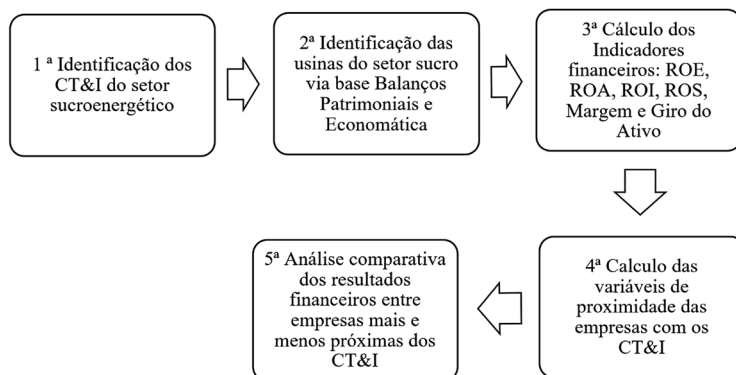 1 ª Identificação dos
CT&I do setor
sucroenergético
2ª Identificação das
usinas do setor sucro
via base Balanços
Patrimoniais e
Economática
3ª Cálculo dos
Indicadores
financeiros: ROE,
ROA, ROI, ROS,
Margem e Giro do
Ativo
4ª Calculo das
variáveis de
proximidade das
empresas com os
CT&I
5ª Análise comparativa
dos resultados
financeiros entre
empresas mais e
menos próximas dos
CT&I